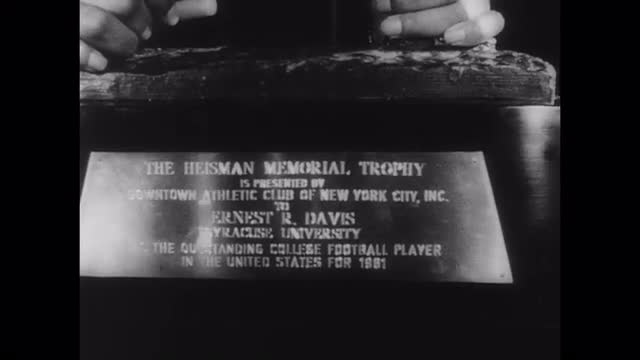 THE HEISMAN MEMORIAL TROPHY
IS PRESENTED BY
DOWNTOWN ATHLETIC CLUB OF NEW YORK CITY, INC.
TO
ERNEST R. DAVIS
SYRACUSE UNIVERSITY
THE OUTSTANDING COLLEGE FOOTBALL PLAYER
IN THE UNITED STATES FOR 1961